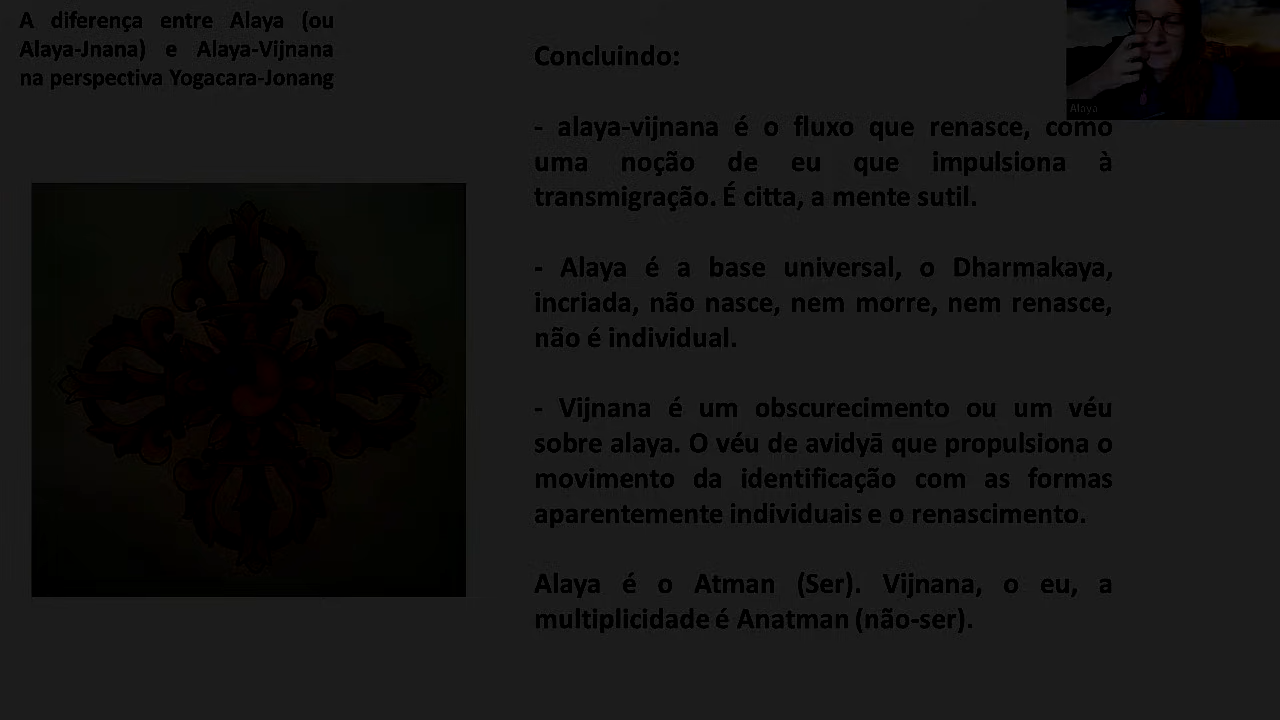 A diferença entre Alaya (ou
Alaya-Jnana) e Alaya-Vijnana
na perspectiva Yogacara-Jonang
Concluindo:
- alaya-vijnana é o fluxo que renasce, como
uma noção de eu que impulsiona à
transmigração. É citta, a mente sutil.
- Alaya é a base universal, o Dharmakaya,
incriada, não nasce, nem morre, nem renasce,
não é individual.
- Vijnana é um obscurecimento ou um véu
sobre alaya. O véu de avidyā que propulsiona o
movimento da identificação com as formas
aparentemente individuais e o renascimento.
Alaya é o Atman (Ser). Vijnana, o eu, a
multiplicidade é Anatman (não-ser).
Alaya